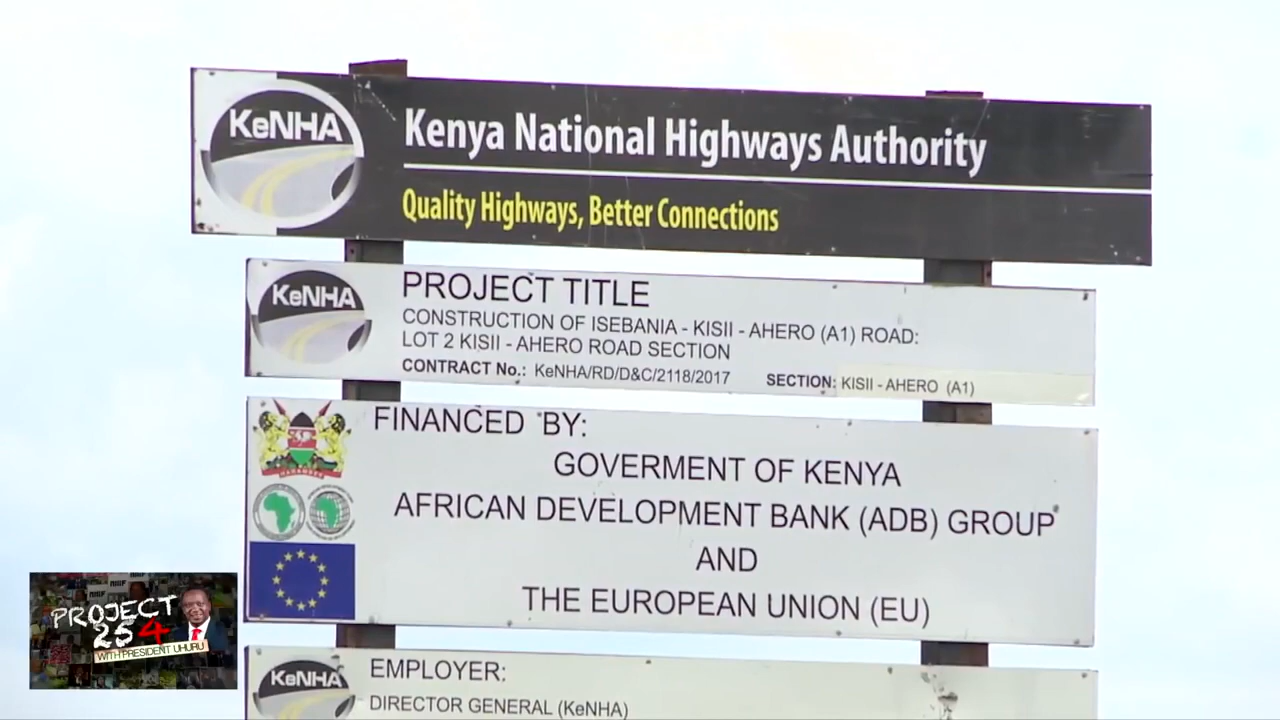 KeNHA
Kenya National Highways Authority
Quality Highways, Better Connections
KeNHA
PROJECT TITLE
CONSTRUCTION OF ISEBANIA - KISII - AHERO (A1) ROAD:
LOT 2 KISII - AHERO ROAD SECTION
CONTRACT No.: KeNHA/RD/D&C/2118/2017 SECTION: KISII - AHERO (A1)
FINANCED BY:
HARAMBEE
GOVERMENT OF KENYA
AFRICAN DEVELOPMENT BANK (ADB) GROUP
AND
THE EUROPEAN UNION (EU)
KeNHA
EMPLOYER:
DIRECTOR GENERAL (KeNHA)
PROJECT
254
WITH PRESIDENT UHURU